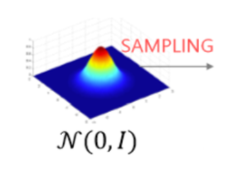 SAMPLING
𝒩(0, I)